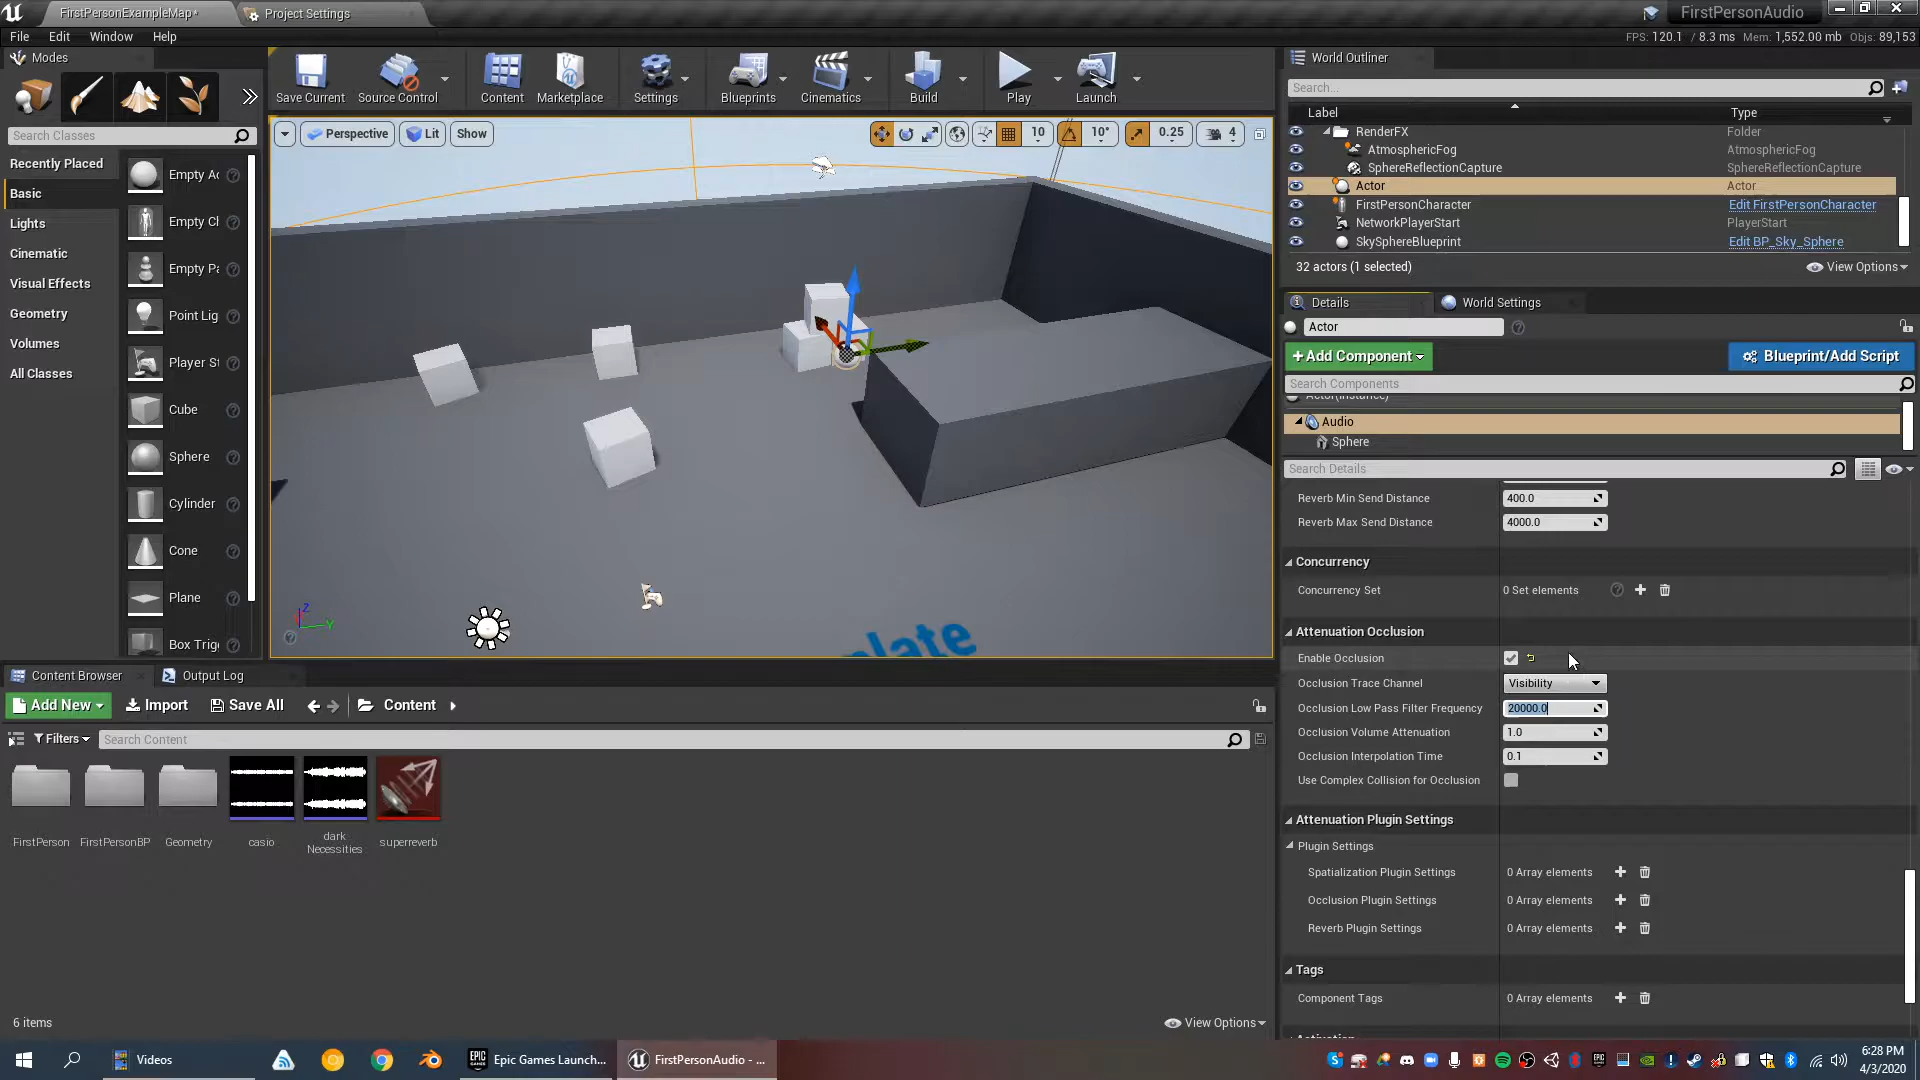 FirstPersonExampleMap*
Project Settings
FirstPersonAudio
File Edit Window Help
FPS: 120.1 / 8.3 ms Mem: 1,552.00 mb Objs: 89,153
Modes
Search Classes
Recently Placed
Basic
Lights
Cinematic
Visual Effects
Geometry
Volumes
All Classes
Empty Ac
Empty Ch
Empty Pa
Point Lig
Player St
Cube
Sphere
Cylinder
Cone
Plane
Box Trigg
Save Current
Source Control
Content
Marketplace
Settings
Blueprints
Cinematics
Build
Play
Launch
Perspective
Lit
Show
10
10°
0.25
4
Z
Y
plate
World Outliner
Search...
Label
Type
RenderFX Folder
AtmosphericFog AtmosphericFog
SphereReflectionCapture SphereReflectionCapture
Actor Actor
FirstPersonCharacter Edit FirstPersonCharacter
NetworkPlayerStart PlayerStart
SkySphereBlueprint Edit BP_Sky_Sphere
32 actors (1 selected)
View Options
Details
World Settings
Actor
+Add Component
Blueprint/Add Script
Search Components
Actor(Instance)
Audio
Sphere
Search Details
Reverb Min Send Distance 400.0
Reverb Max Send Distance 4000.0
Concurrency
Concurrency Set 0 Set elements
Attenuation Occlusion
Enable Occlusion
Occlusion Trace Channel Visibility
Occlusion Low Pass Filter Frequency 20000.0
Occlusion Volume Attenuation 1.0
Occlusion Interpolation Time 0.1
Use Complex Collision for Occlusion
Attenuation Plugin Settings
Plugin Settings
Spatialization Plugin Settings 0 Array elements
Occlusion Plugin Settings 0 Array elements
Reverb Plugin Settings 0 Array elements
Tags
Component Tags 0 Array elements
Content Browser
Output Log
Add New
Import
Save All
Content
Filters
Search Content
FirstPerson
FirstPersonBP
Geometry
casio
dark
Necessities
superreverb
6 items
View Options
Videos
EPIC GAMES
Epic Games Launch...
FirstPersonAudio - ...
6:28 PM
4/3/2020